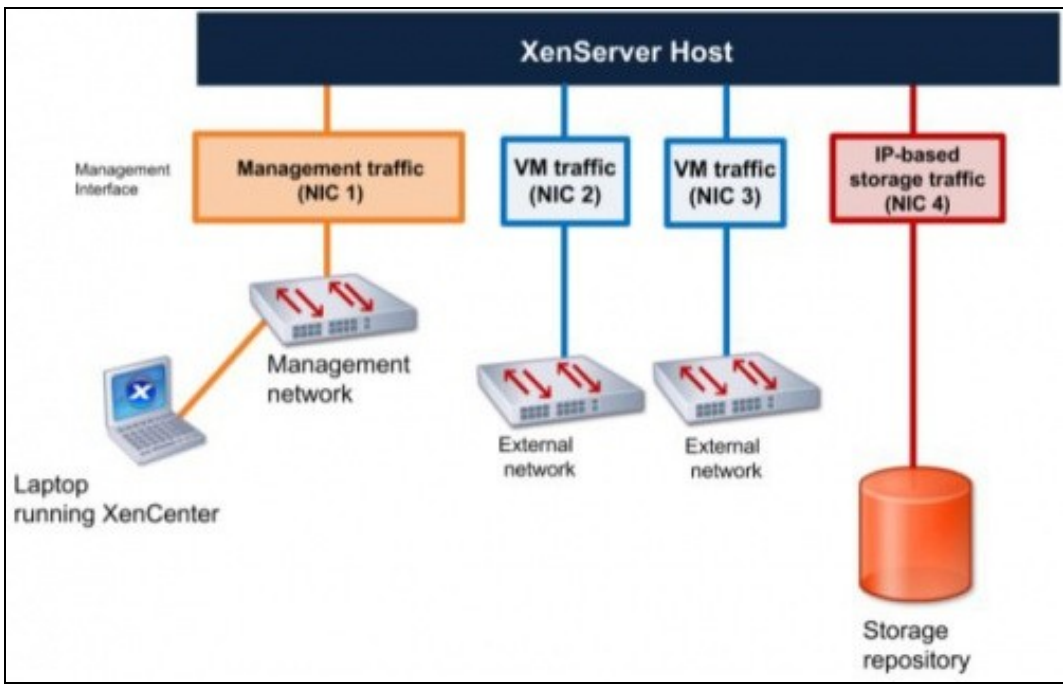 XenServer Host
Management
Interface
Management traffic
(NIC 1)
VM traffic
(NIC 2)
VM traffic
(NIC 3)
IP-based
storage traffic
(NIC 4)
Management
network
External
network
External
network
Laptop
running XenCenter
Storage
repository